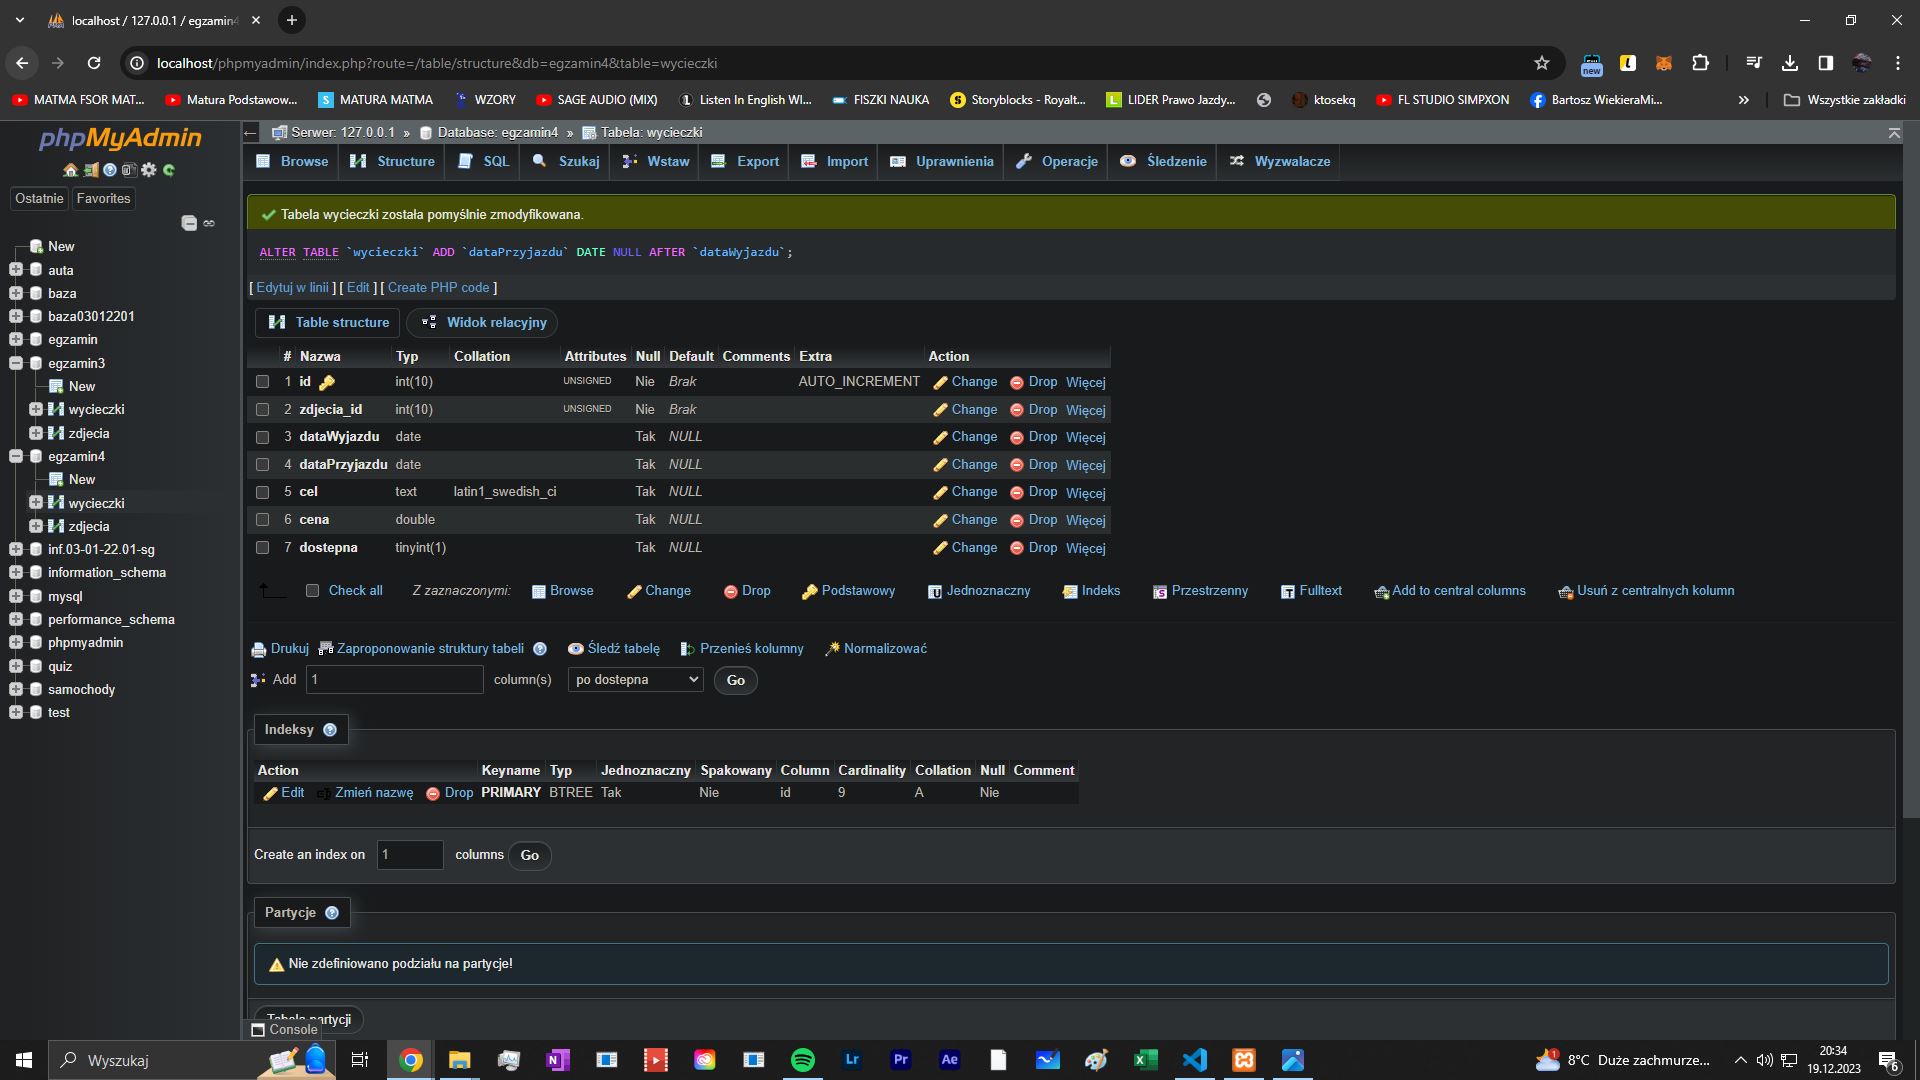 localhost / 127.0.0.1 / egzamin4
localhost/phpmyadmin/index.php?route=/table/structure&db=egzamin4&table=wycieczki
new
MATMA FSOR MAT...
Matura Podstawow...
MATURA MATMA
WZORY
SAGE AUDIO (MIX)
Listen In English WI...
FISZKI NAUKA
Storyblocks - Royalt...
LIDER Prawo Jazdy...
ktosekq
FL STUDIO SIMPXON
Bartosz WiekieraMi...
»
Wszystkie zakładki
phpMyAdmin
Ostatnie Favorites
New
auta
baza
baza03012201
egzamin
egzamin3
New
wycieczki
zdjecia
egzamin4
New
wycieczki
zdjecia
inf.03-01-22.01-sg
information_schema
mysql
performance_schema
phpmyadmin
quiz
samochody
test
Serwer: 127.0.0.1 » Database: egzamin4 » Tabela: wycieczki
Browse Structure SQL Szukaj Wstaw Export Import Uprawnienia Operacje Śledzenie Wyzwalacze
Tabela wycieczki została pomyślnie zmodyfikowana.
ALTER TABLE `wycieczki` ADD `dataPrzyjazdu` DATE NULL AFTER `dataWyjazdu`;
[ Edytuj w linii ] [ Edit ] [ Create PHP code ]
Table structure Widok relacyjny
# Nazwa Typ Collation Attributes Null Default Comments Extra Action
1 id int(10) UNSIGNED Nie Brak AUTO_INCREMENT Change Drop Więcej
2 zdjecia_id int(10) UNSIGNED Nie Brak Change Drop Więcej
3 dataWyjazdu date Tak NULL Change Drop Więcej
4 dataPrzyjazdu date Tak NULL Change Drop Więcej
5 cel text latin1_swedish_ci Tak NULL Change Drop Więcej
6 cena double Tak NULL Change Drop Więcej
7 dostepna tinyint(1) Tak NULL Change Drop Więcej
Check all Z zaznaczonymi: Browse Change Drop Podstawowy Jednoznaczny Indeks Przestrzenny Fulltext Add to central columns Usuń z centralnych kolumn
Drukuj Zaproponowanie struktury tabeli Śledź tabelę Przenieś kolumny Normalizować
Add 1 column(s) po dostepna Go
Indeksy
Action Keyname Typ Jednoznaczny Spakowany Column Cardinality Collation Null Comment
Edit Zmień nazwę Drop PRIMARY BTREE Tak Nie id 9 A Nie
Create an index on 1 columns Go
Partycje
Nie zdefiniowano podziału na partycje!
Tabela partycji
Console
Wyszukaj
N Lr Pr Ae
1 8°C Duże zachmurze...
20:34
19.12.2023
6